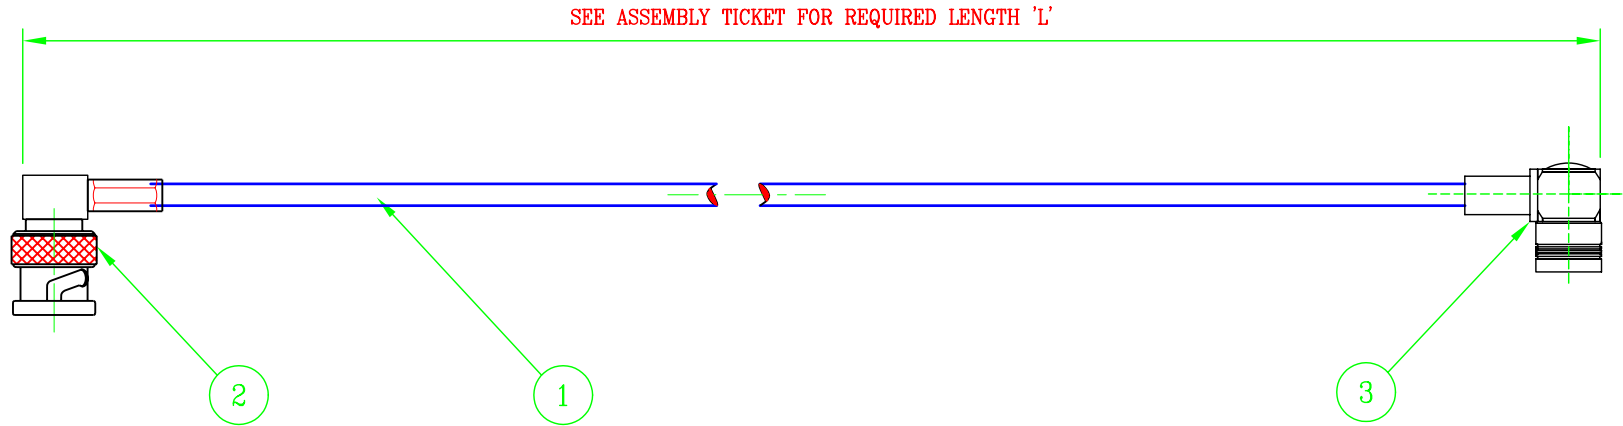 SEE ASSEMBLY TICKET FOR REQUIRED LENGTH 'L'
2
1
3